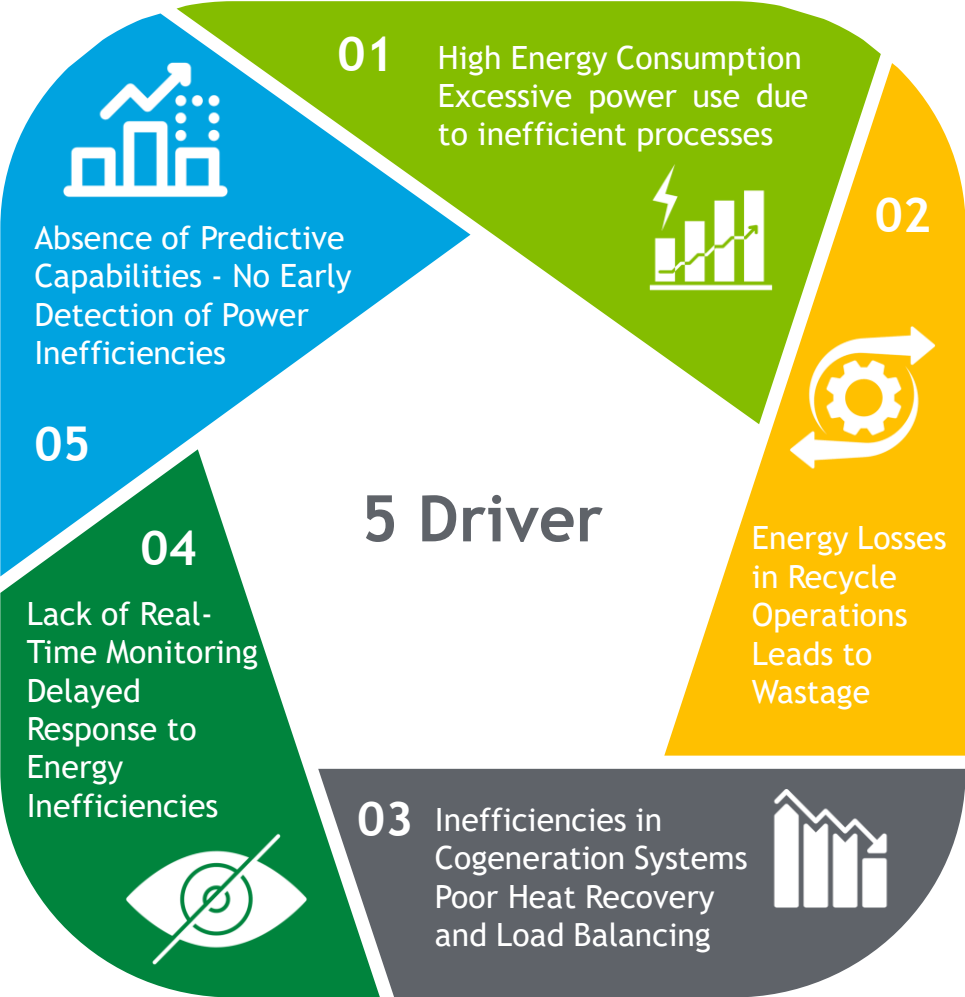 01
High Energy Consumption
Excessive power use due
to inefficient processes
02
Energy Losses
in Recycle
Operations
Leads to
Wastage
03
Inefficiencies in
Cogeneration Systems
Poor Heat Recovery
and Load Balancing
04
Lack of Real-
Time Monitoring
Delayed
Response to
Energy
Inefficiencies
Absence of Predictive
Capabilities - No Early
Detection of Power
Inefficiencies
05
5 Driver